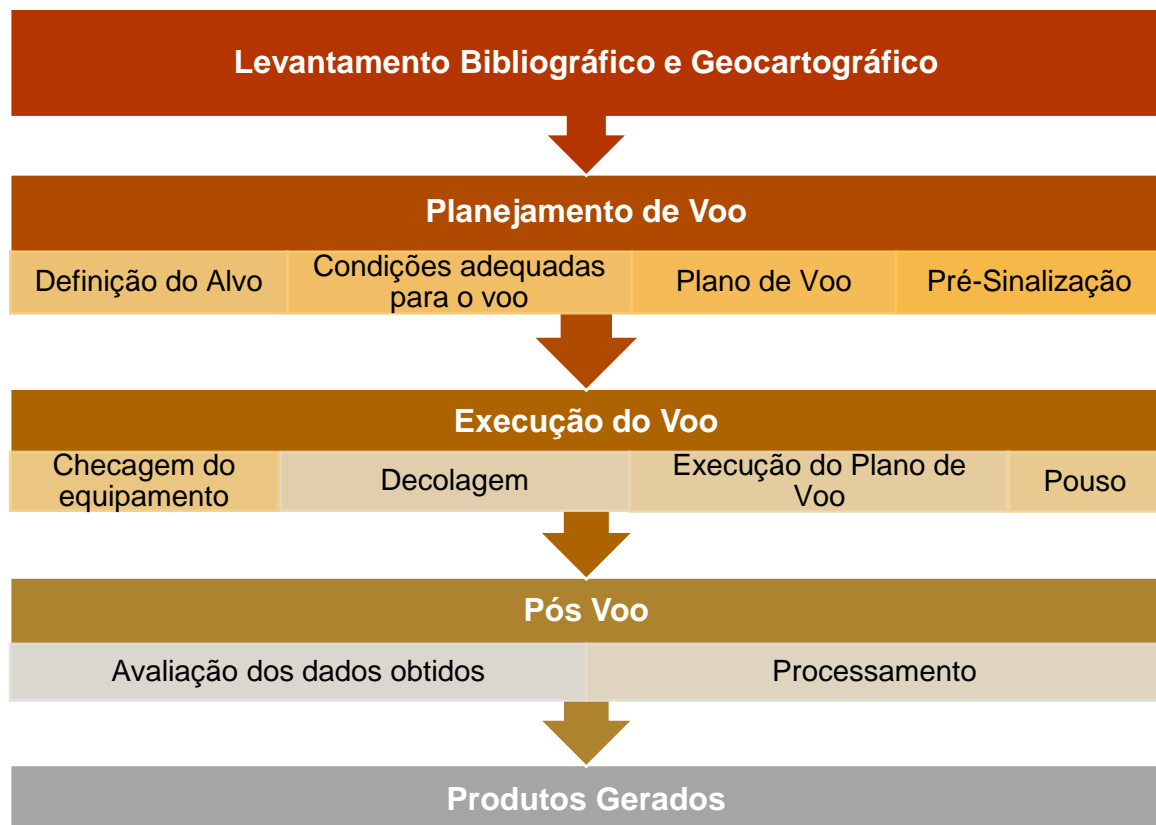 Levantamento Bibliográfico e Geocartográfico
Planejamento de Voo
Definição do Alvo
Condições adequadas
para o voo
Plano de Voo
Pré-Sinalização
Execução do Voo
Checagem do
equipamento
Decolagem
Execução do Plano de
Voo
Pouso
Pós Voo
Avaliação dos dados obtidos
Processamento
Produtos Gerados